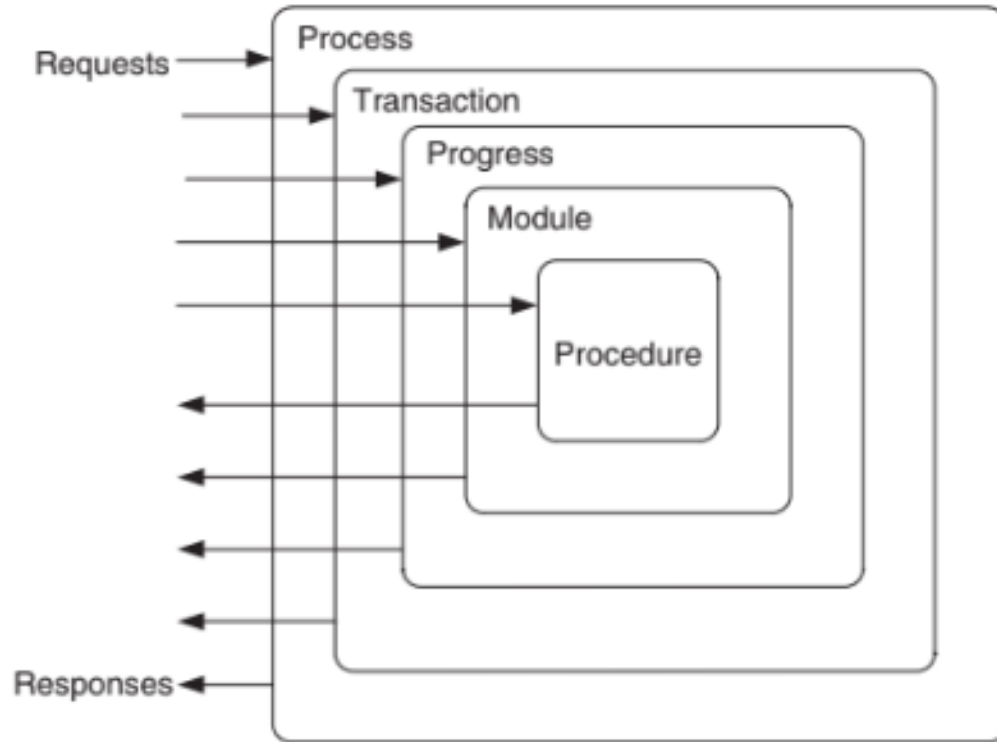 Process
Requests
Transaction
Progress
Module
Procedure
Responses